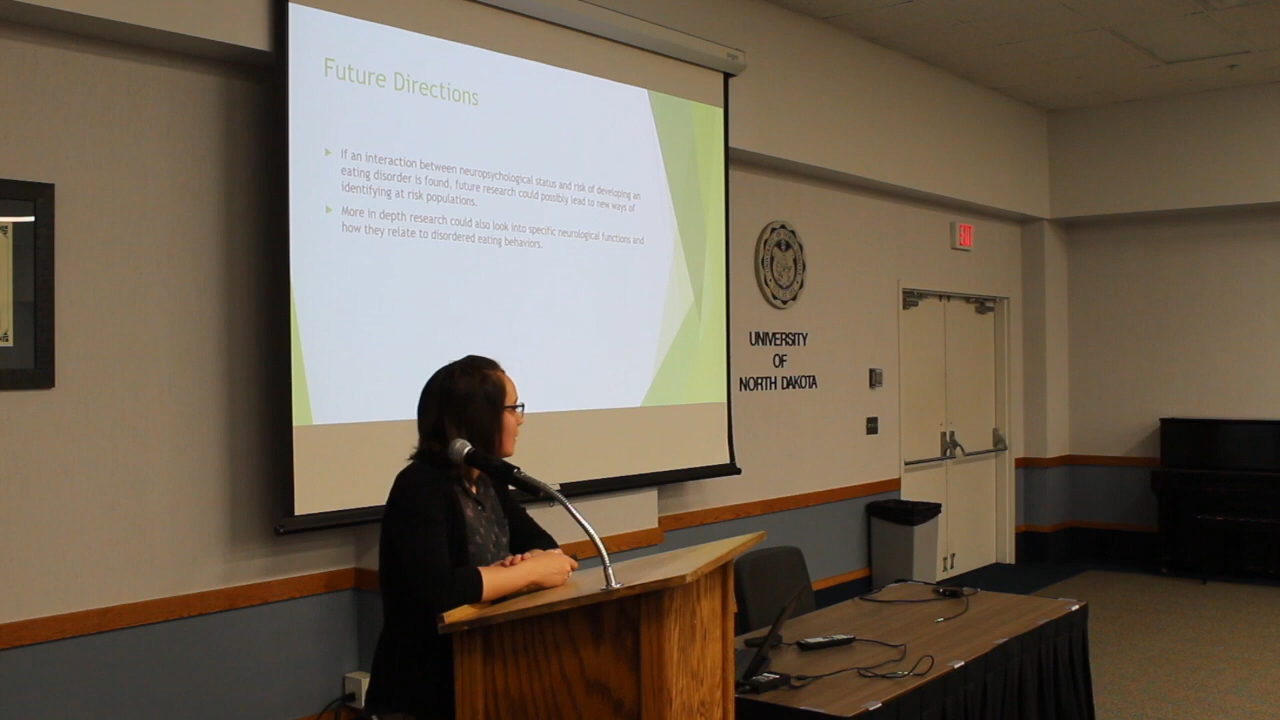 Future Directions
If an interaction between neuropsychological status and risk of developing an
eating disorder is found, future research could possibly lead to new ways of
identifying at risk populations.
More in depth research could also look into specific neurological functions and
how they relate to disordered eating behaviors.
EXIT
UNIVERSITY
OF
NORTH DAKOTA